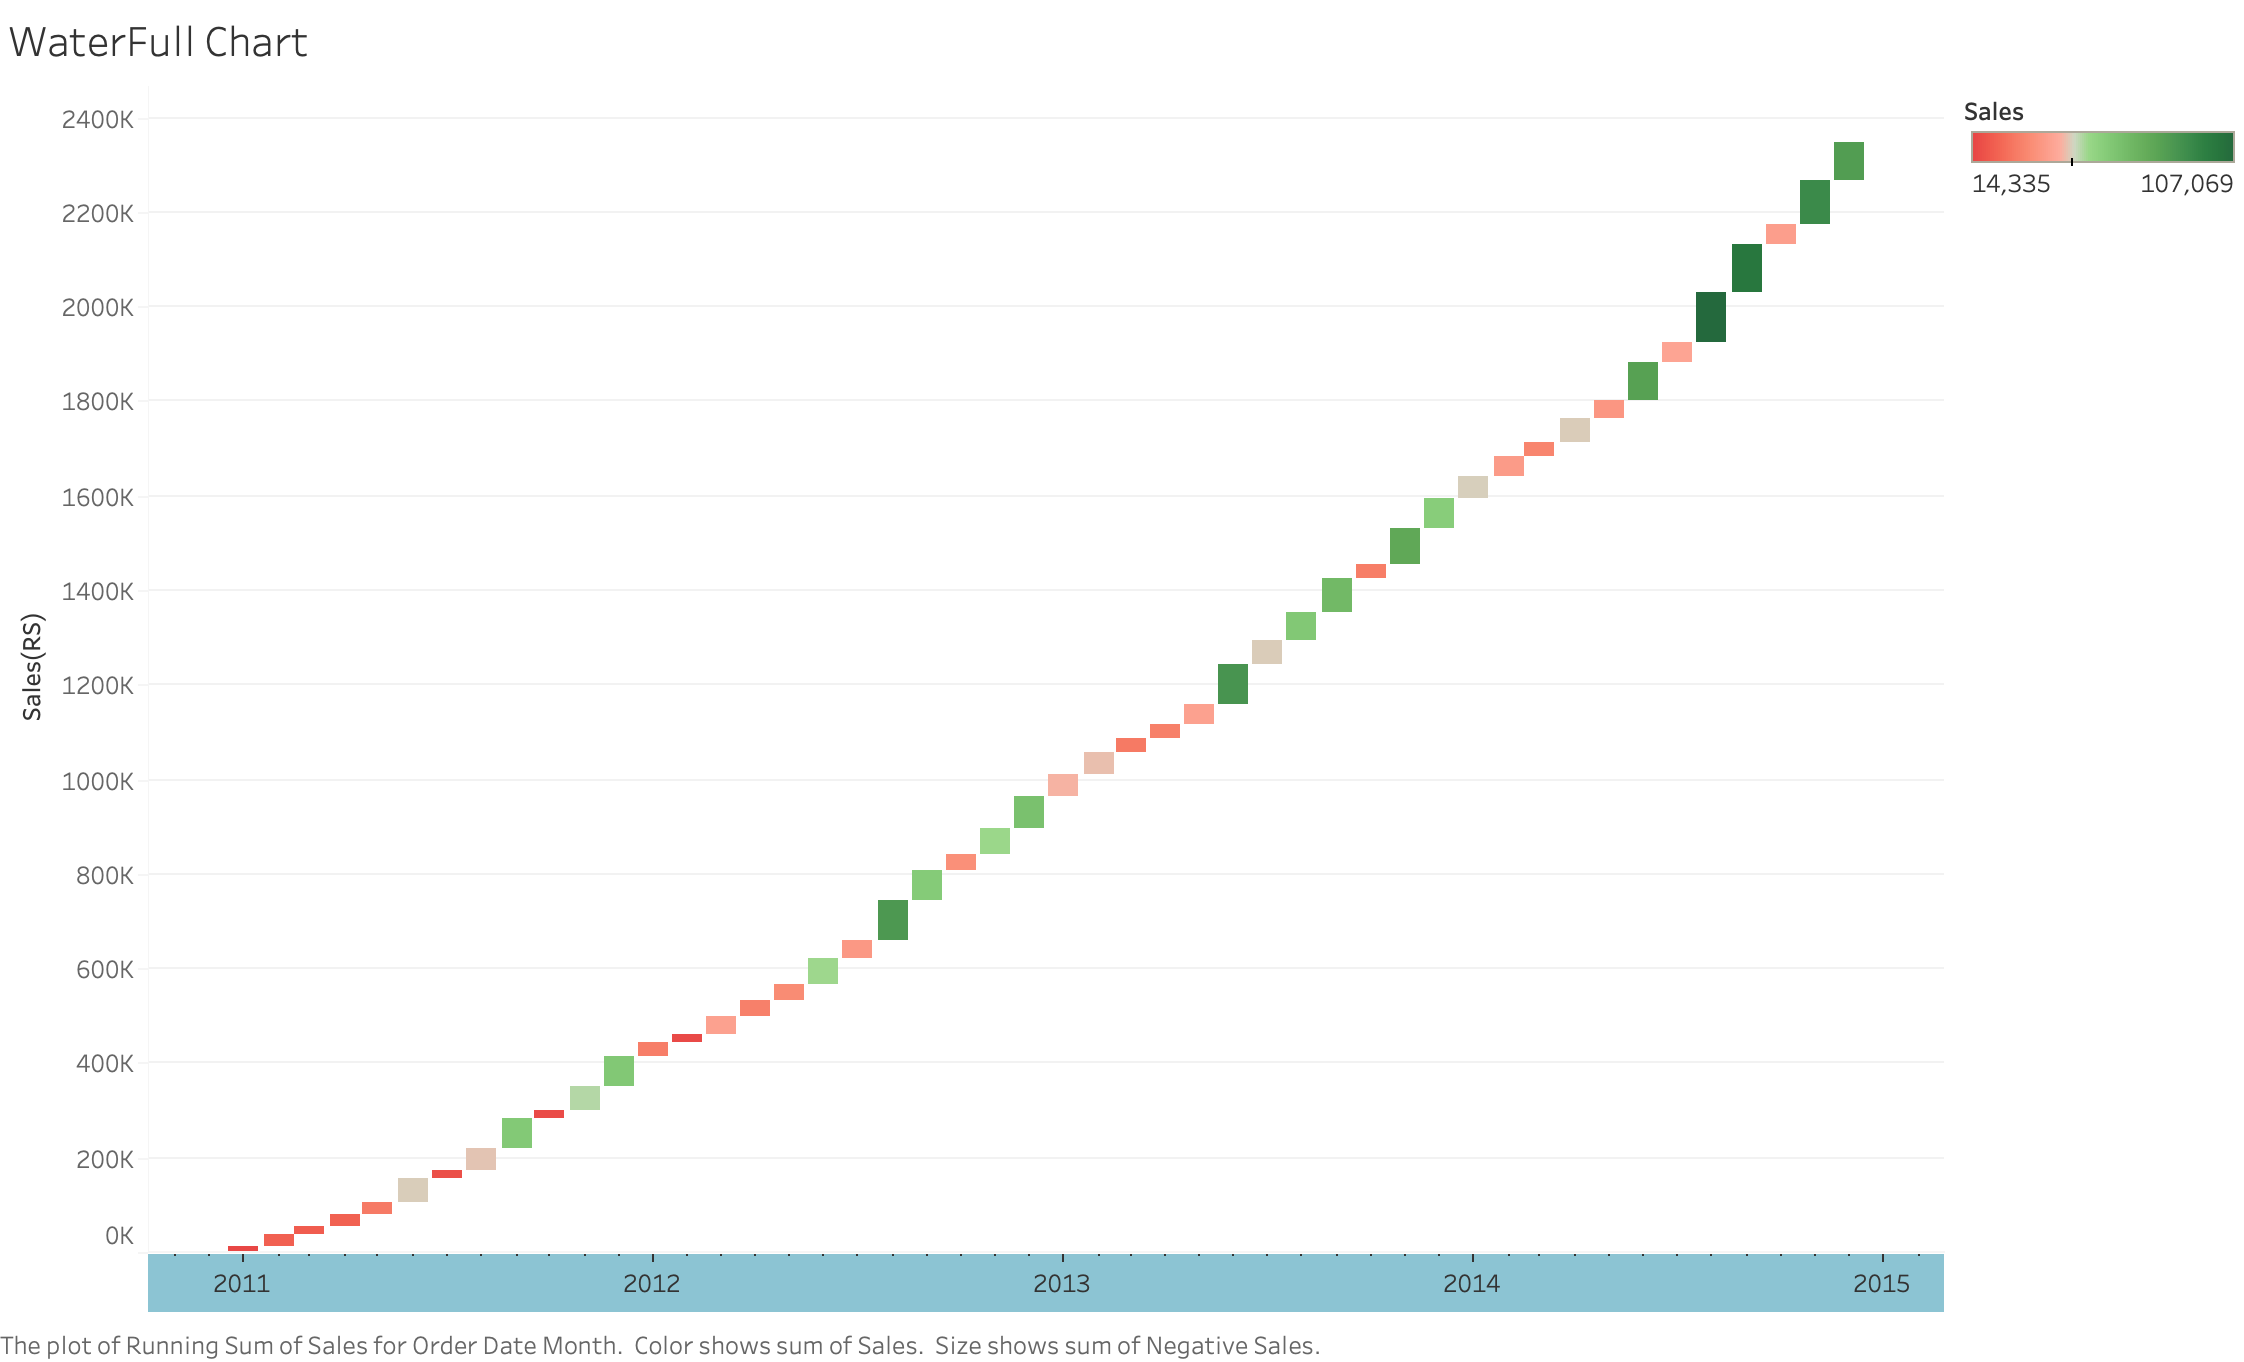 WaterFull Chart
Sales
14,335 107,069
Sales(RS)
2400K
2200K
2000K
1800K
1600K
1400K
1200K
1000K
800K
600K
400K
200K
0K
2011 2012 2013 2014 2015
The plot of Running Sum of Sales for Order Date Month. Color shows sum of Sales. Size shows sum of Negative Sales.